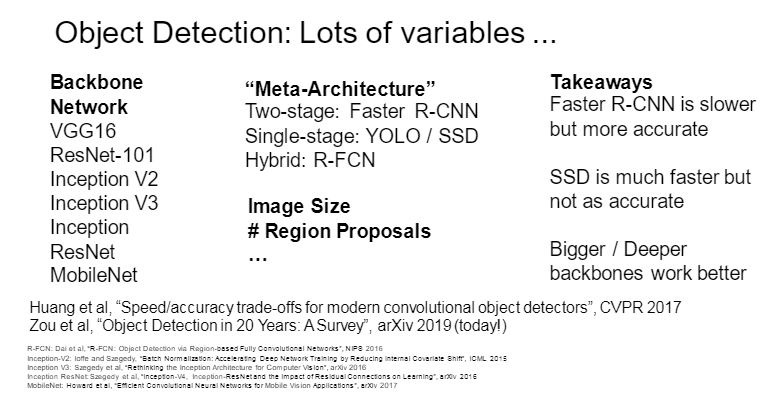 Object Detection: Lots of variables ...
Backbone
Network
VGG16
ResNet-101
Inception V2
Inception V3
Inception
ResNet
MobileNet
“Meta-Architecture”
Two-stage: Faster R-CNN
Single-stage: YOLO / SSD
Hybrid: R-FCN
Image Size
# Region Proposals
…
Takeaways
Faster R-CNN is slower
but more accurate
SSD is much faster but
not as accurate
Bigger / Deeper
backbones work better
Huang et al, “Speed/accuracy trade-offs for modern convolutional object detectors”, CVPR 2017
Zou et al, “Object Detection in 20 Years: A Survey”, arXiv 2019 (today!)
R-FCN: Dai et al, “R-FCN: Object Detection via Region-based Fully Convolutional Networks”, NIPS 2016
Inception-V2: Ioffe and Szegedy, “Batch Normalization: Accelerating Deep Network Training by Reducing Internal Covariate Shift”, ICML 2015
Inception V3: Szegedy et al, “Rethinking the Inception Architecture for Computer Vision”, arXiv 2016
Inception ResNet: Szegedy et al, “Inception-V4, Inception-ResNet and the Impact of Residual Connections on Learning”, arXiv 2016
MobileNet: Howard et al, “Efficient Convolutional Neural Networks for Mobile Vision Applications”, arXiv 2017